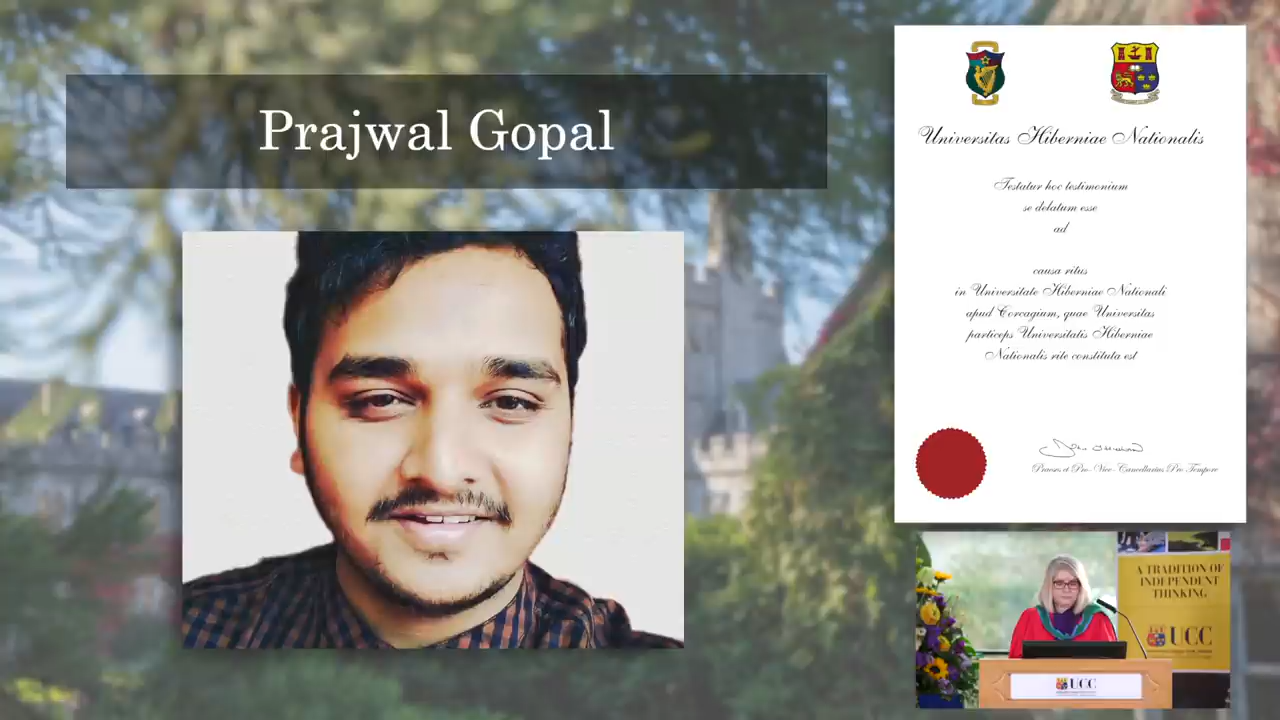 Prajwal Gopal
Universitas Hiberniae Nationalis
Testatur hoc testimonium
se delatum esse
ad
causa ritus
in Universitate Hiberniae Nationali
apud Corcagium, quae Universitas
particeps Universitatis Hiberniae
Nationalis rite constituta est
Praeses et Pro-Vice-Cancellarius Pro Tempore
A TRADITION OF
INDEPENDENT
THINKING
UCC
UCC